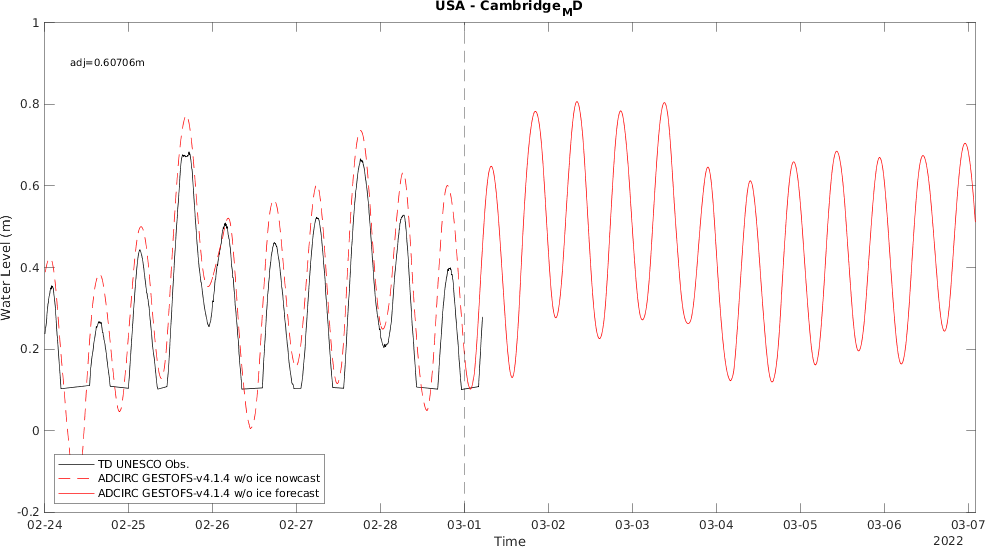 USA - Cambridge_MD
adj=0.60706m
1
0.8
0.6
0.4
0.2
0
-0.2
Water Level (m)
TD UNESCO Obs.
ADCIRC GESTOFS-v4.1.4 w/o ice nowcast
ADCIRC GESTOFS-v4.1.4 w/o ice forecast
02-24 02-25 02-26 02-27 02-28 03-01 03-02 03-03 03-04 03-05 03-06 03-07
Time
2022